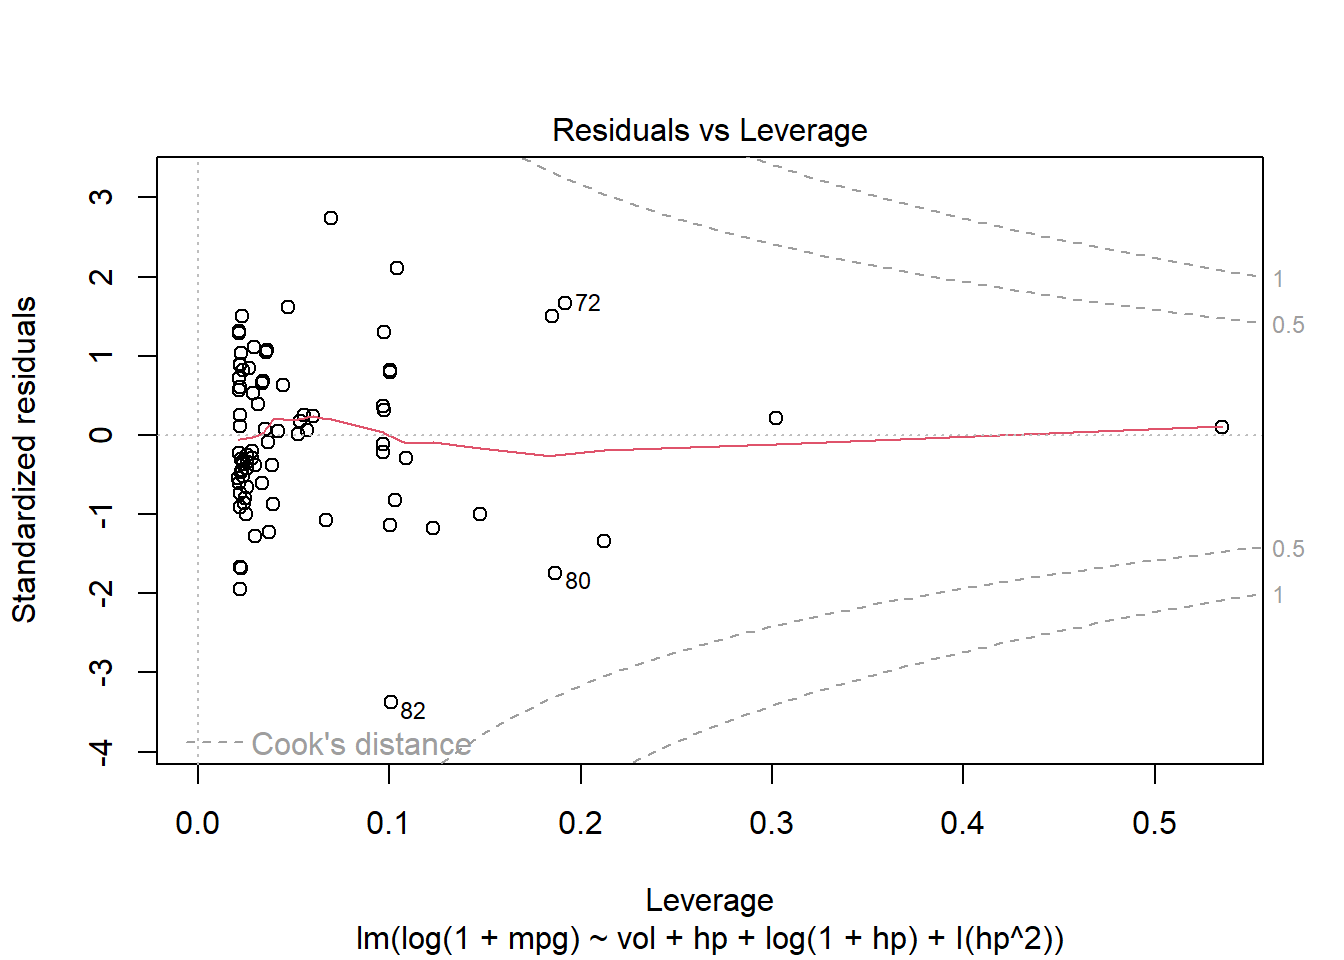 Residuals vs Leverage
Standardized residuals
3
2
1
0
-1
-2
-3
-4
72
80
82
1
0.5
0.5
1
Cook's distance
0.0 0.1 0.2 0.3 0.4 0.5
Leverage
lm(log(1 + mpg) ~ vol + hp + log(1 + hp) + I(hp^2))